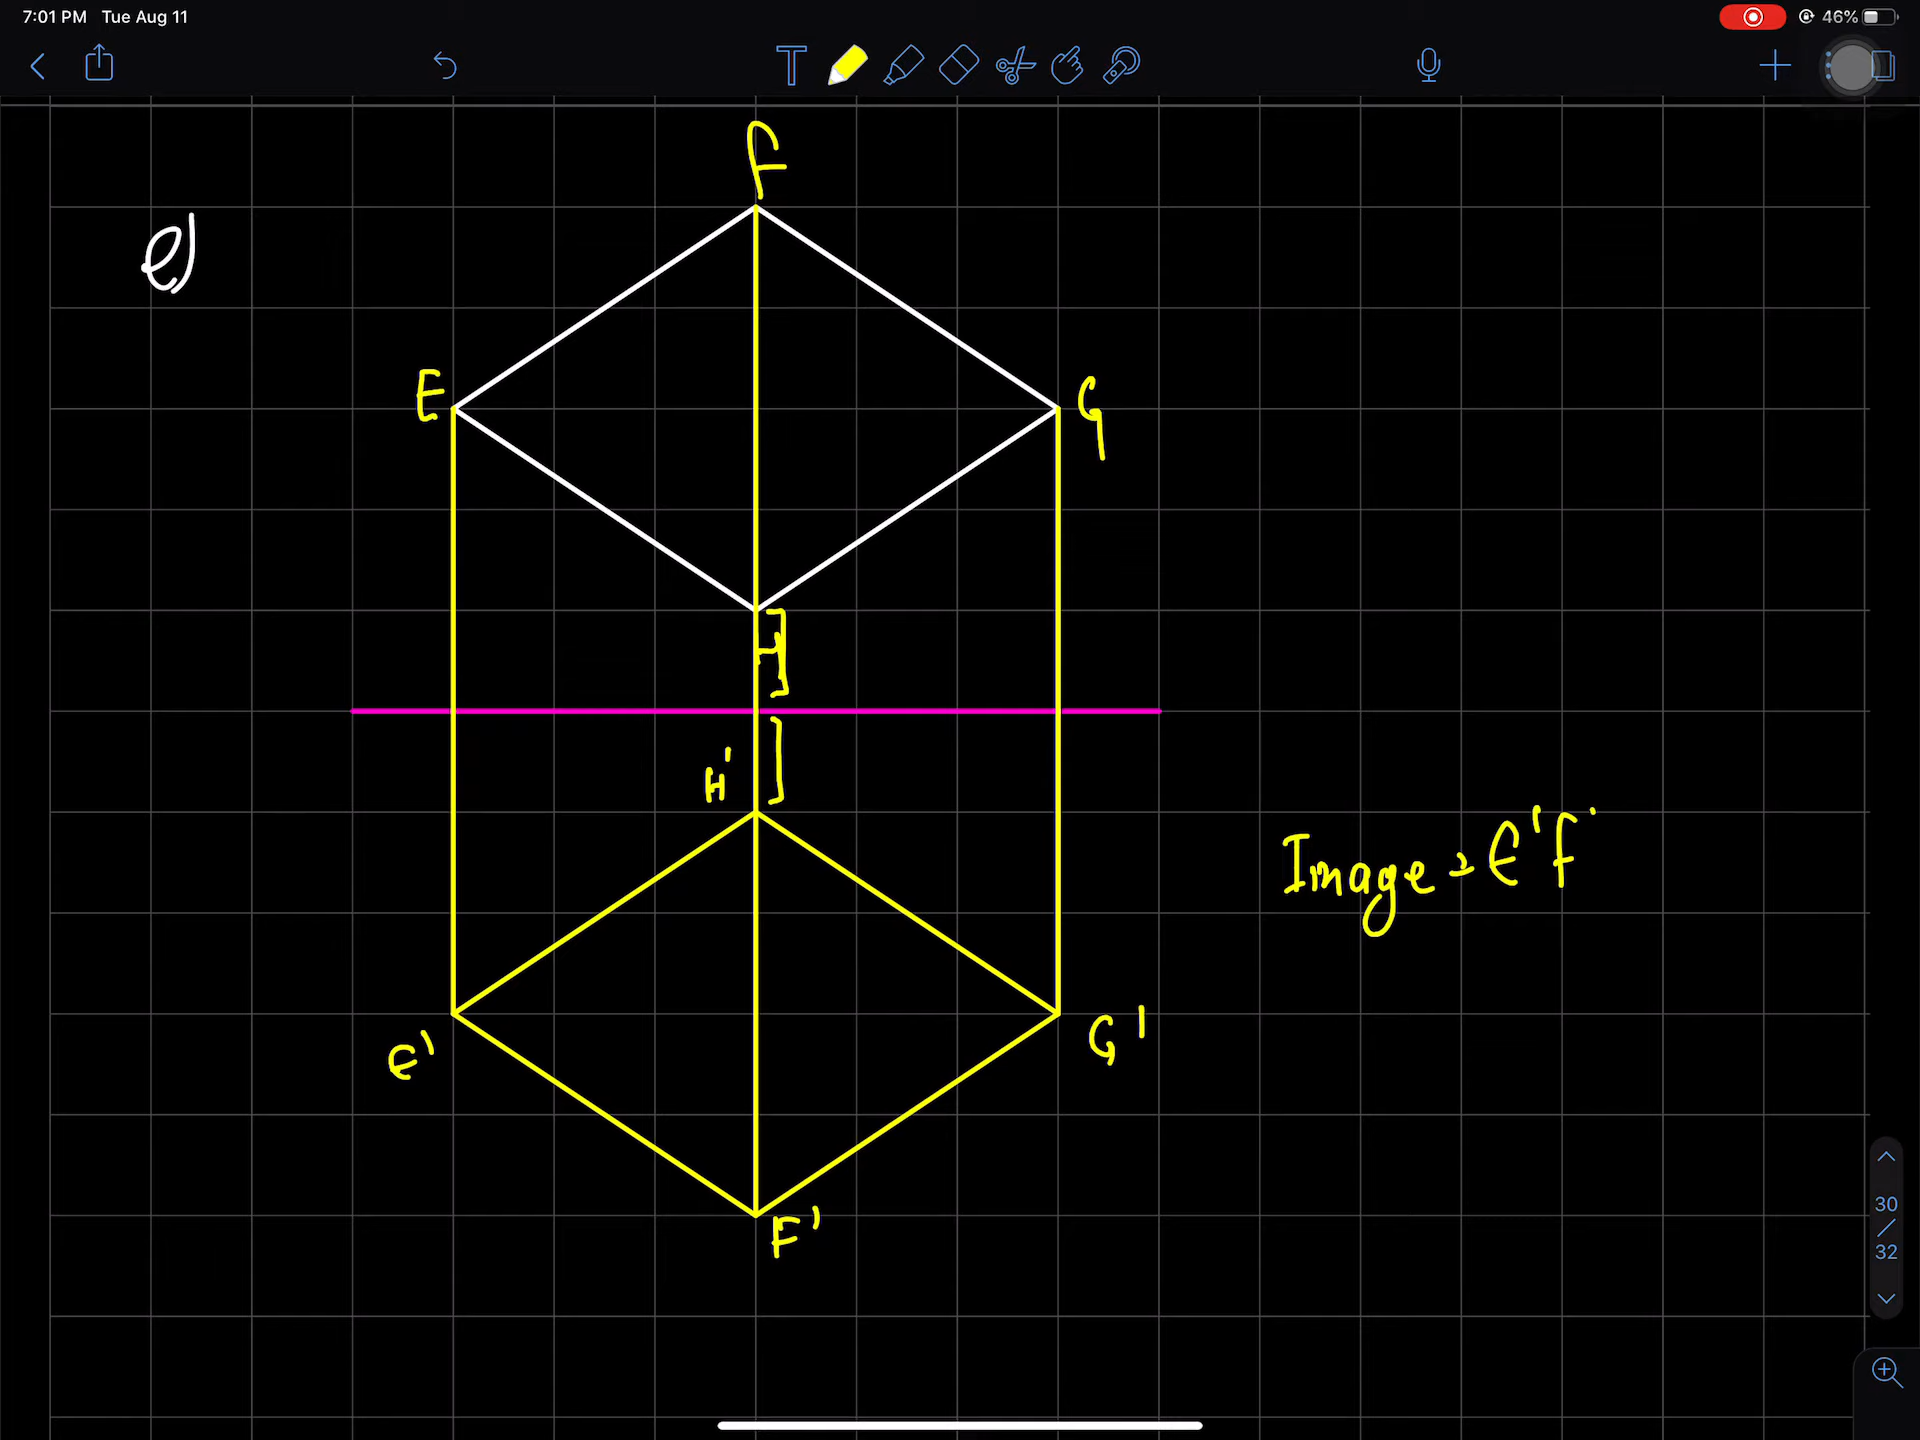 7:01 PM Tue Aug 11
46%
T
F
e)
E
G
H
H'
Image = E'F'
E'
G'
F'
30
32